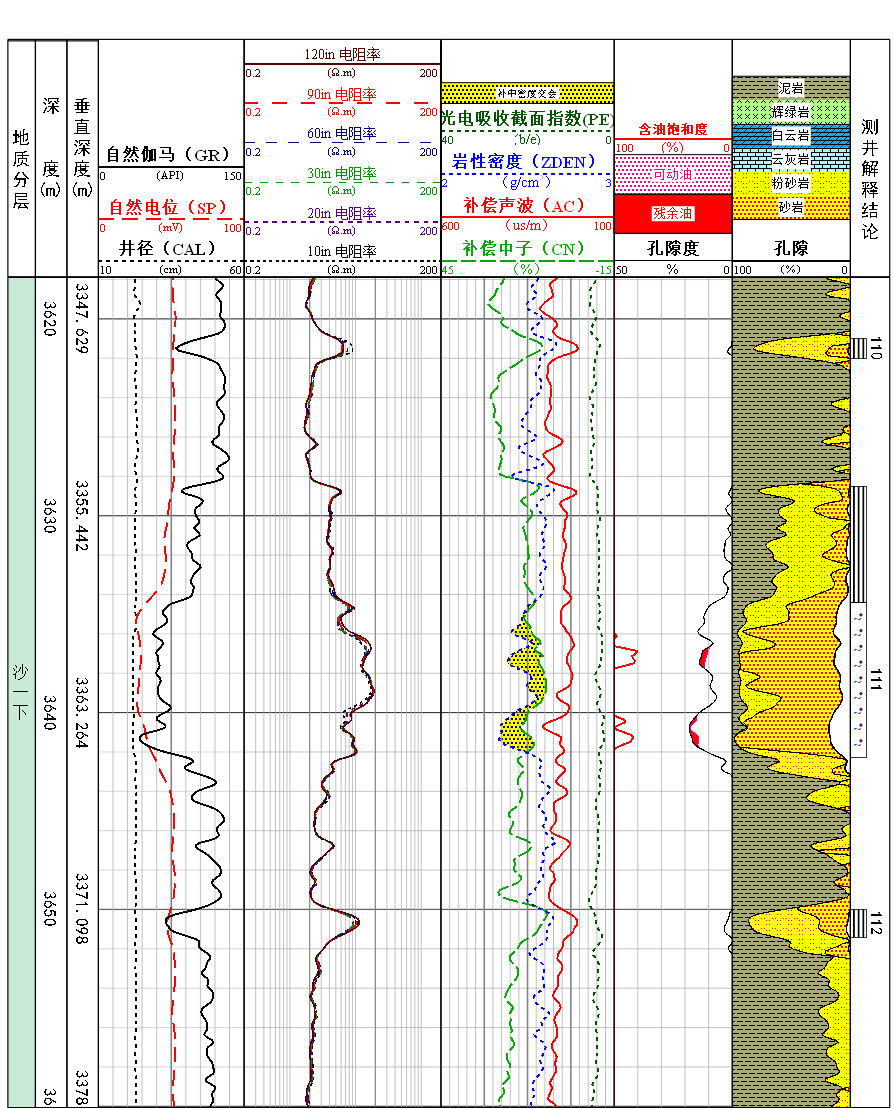 地质分层
深度(m)
垂直深度(m)
自然伽马（GR）
0 (API) 150
自然电位（SP）
0 (mV) 100
井径（CAL）
10 (cm) 60
120in 电阻率
0.2 (Ω.m) 200
90in 电阻率
0.2 (Ω.m) 200
60in 电阻率
0.2 (Ω.m) 200
30in 电阻率
0.2 (Ω.m) 200
20in 电阻率
0.2 (Ω.m) 200
10in 电阻率
0.2 (Ω.m) 200
补中密度交会
光电吸收截面指数(PE)
40 (b/e) 0
岩性密度（ZDEN）
2 (g/cm 3
补偿声波（AC）
600 (us/m) 100
补偿中子（CN）
45 (%) -15
含油饱和度
100 (%) 0
可动油
残余油
孔隙度
50 % 0
泥岩
辉绿岩
白云岩
云灰岩
粉砂岩
砂岩
孔隙
100 (%) 0
测井解释结论
沙一下
3620
3630
3640
3650
36
3347.629
3355.442
3363.264
3371.098
3378
110
111
112